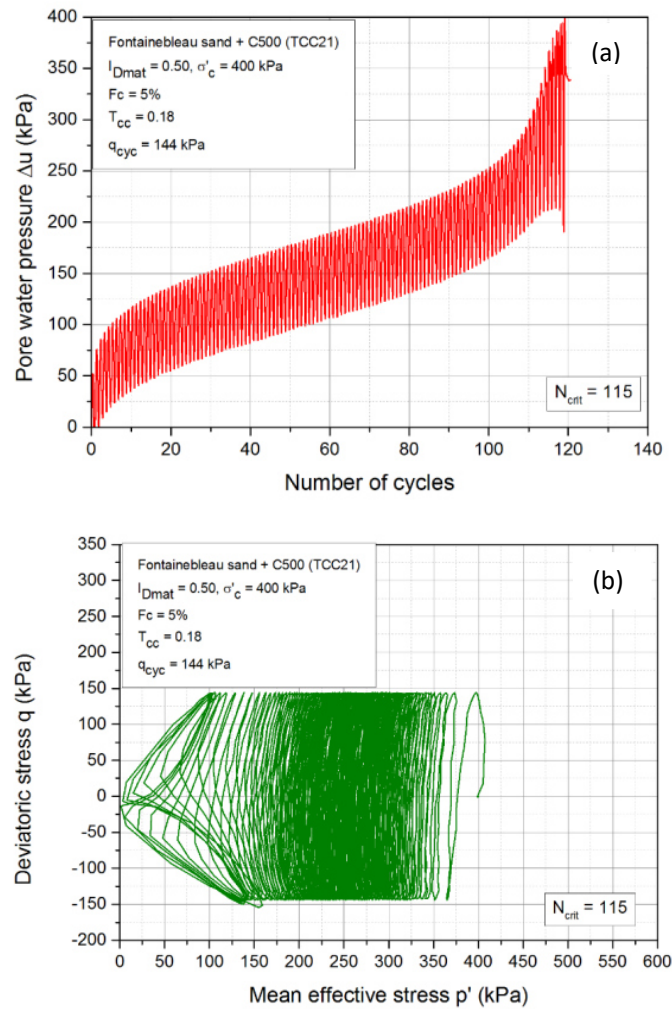 400
350
300
250
200
150
100
50
0
Pore water pressure Δu (kPa)
Fontainebleau sand + C500 (TCC21)
I_Dmat = 0.50, σ'_c = 400 kPa
Fc = 5%
T_cc = 0.18
q_cyc = 144 kPa
(a)
N_crit = 115
0 20 40 60 80 100 120 140
Number of cycles
350
300
250
200
150
100
50
0
-50
-100
-150
-200
Deviatoric stress q (kPa)
Fontainebleau sand + C500 (TCC21)
I_Dmat = 0.50, σ'_c = 400 kPa
Fc = 5%
T_cc = 0.18
q_cyc = 144 kPa
(b)
N_crit = 115
0 50 100 150 200 250 300 350 400 450 500 550 600
Mean effective stress p' (kPa)